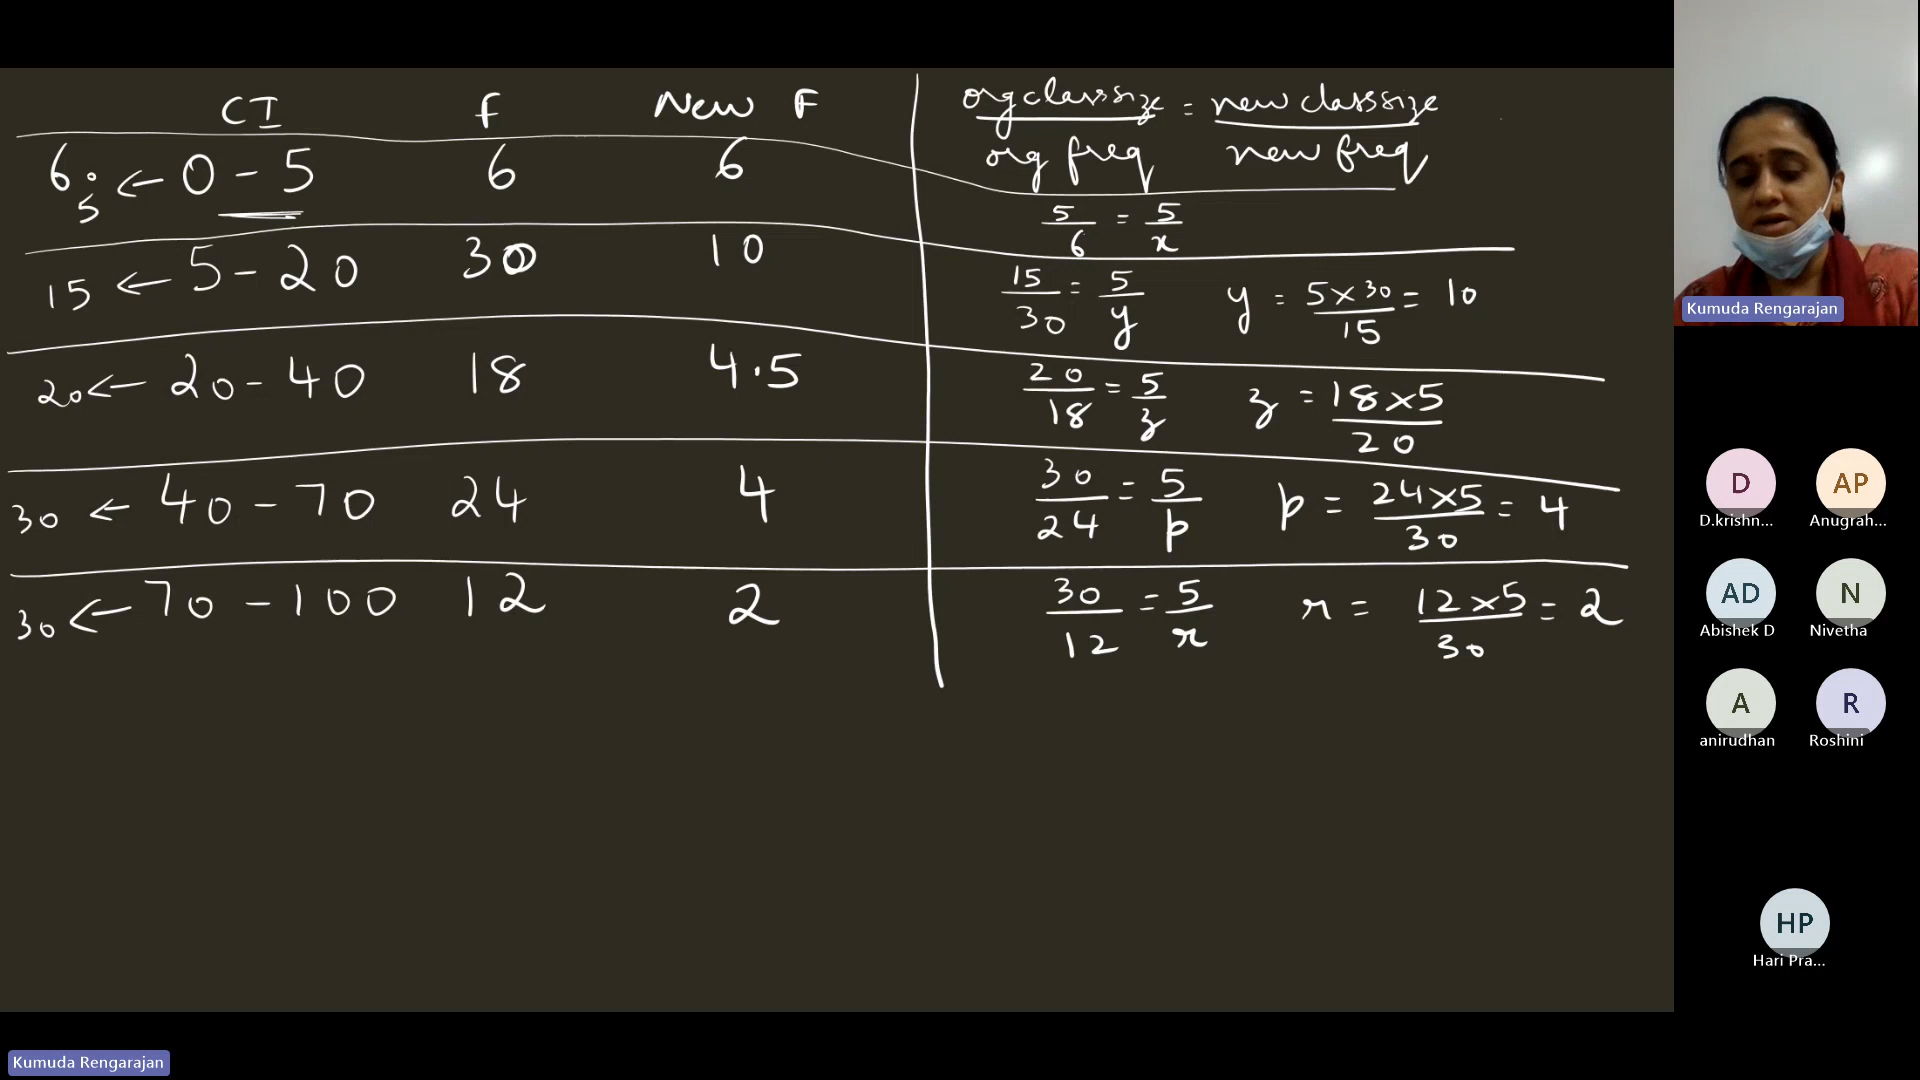 CI f New F
6. 5 ← 0 - 5 6 6
15 ← 5 - 20 30 10
20 ← 20 - 40 18 4.5
30 ← 40 - 70 24 4
30 ← 70 - 100 12 2
org class size / org freq = new class size / new freq
5/6 = 5/x
15/30 = 5/y y = 5 x 30 / 15 = 10
20/18 = 5/z z = 18 x 5 / 20
30/24 = 5/p p = 24 x 5 / 30 = 4
30/12 = 5/r r = 12 x 5 / 30 = 2
Kumuda Rengarajan
D AP
D.krishn... Anugrah...
AD N
Abishek D Nivetha
A R
anirudhan Roshini
HP
Hari Pra...
Kumuda Rengarajan